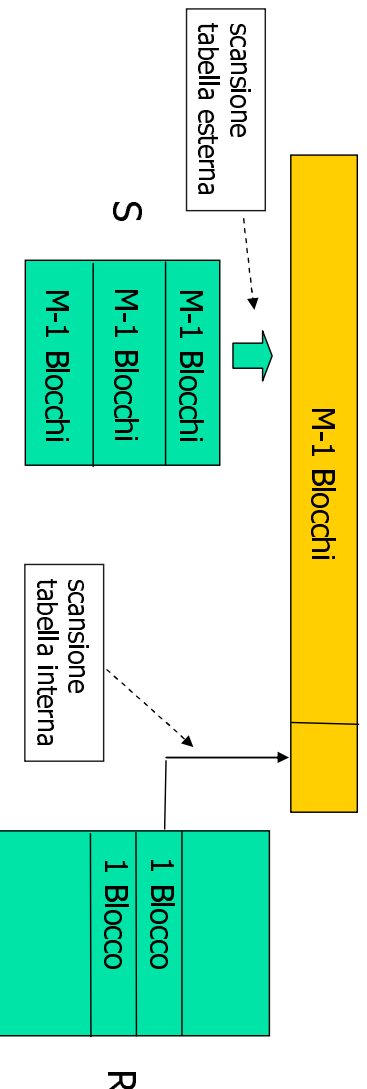 M-1 Blocchi
scansione
tabella esterna
S
M-1 Blocchi
M-1 Blocchi
M-1 Blocchi
scansione
tabella interna
1 Blocco
1 Blocco
R